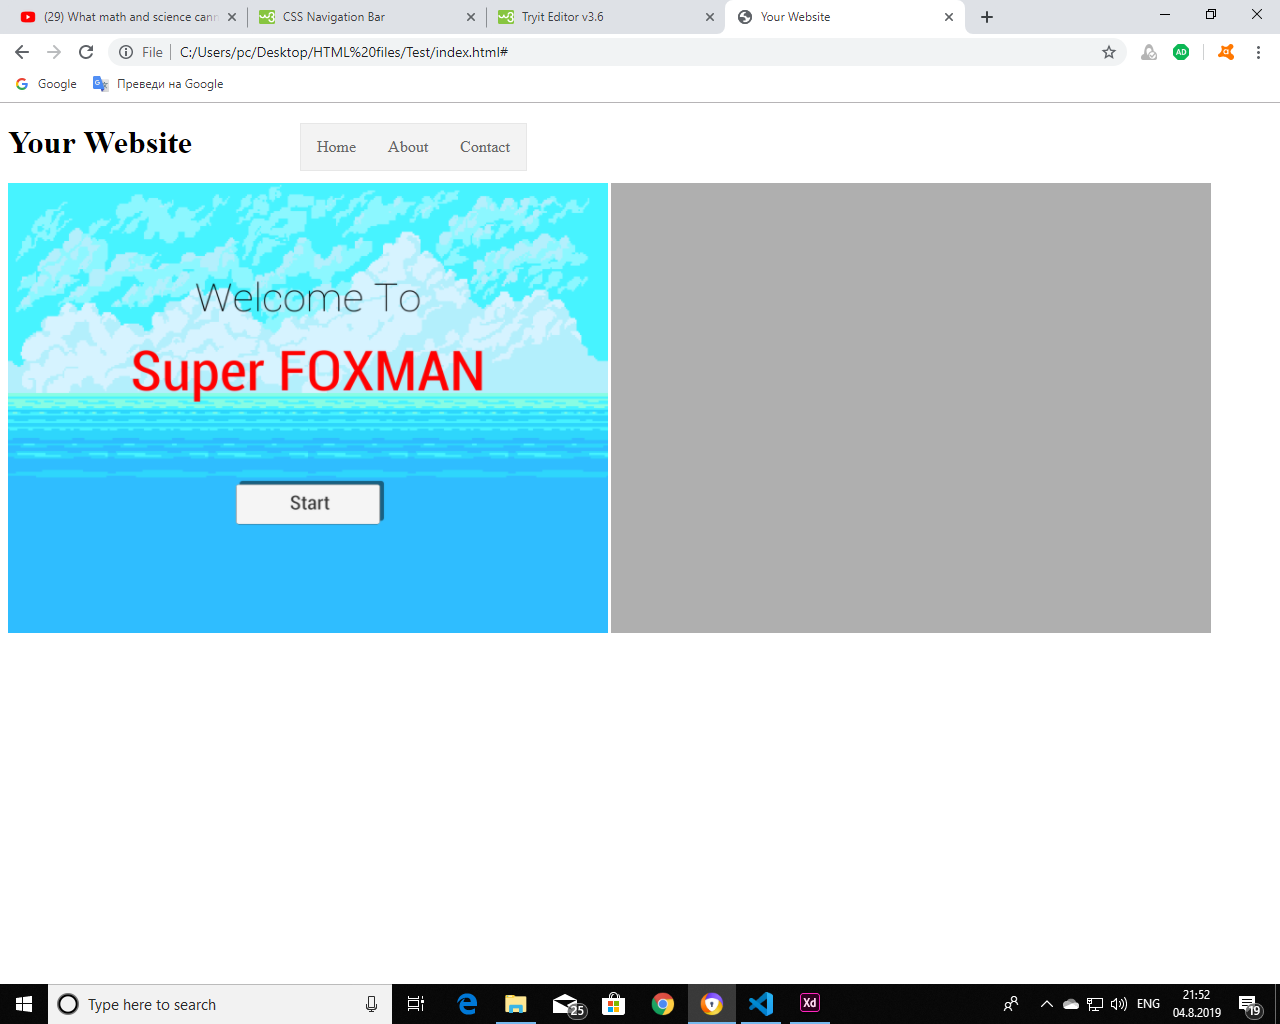 (29) What math and science cann
CSS Navigation Bar
Tryit Editor v3.6
Your Website
File
C:/Users/pc/Desktop/HTML%20files/Test/index.html#
AD
Google
Преведи на Google
Your Website
Home
About
Contact
Welcome To
Super FOXMAN
Start
Type here to search
25
Xd
ENG
21:52
04.8.2019
19